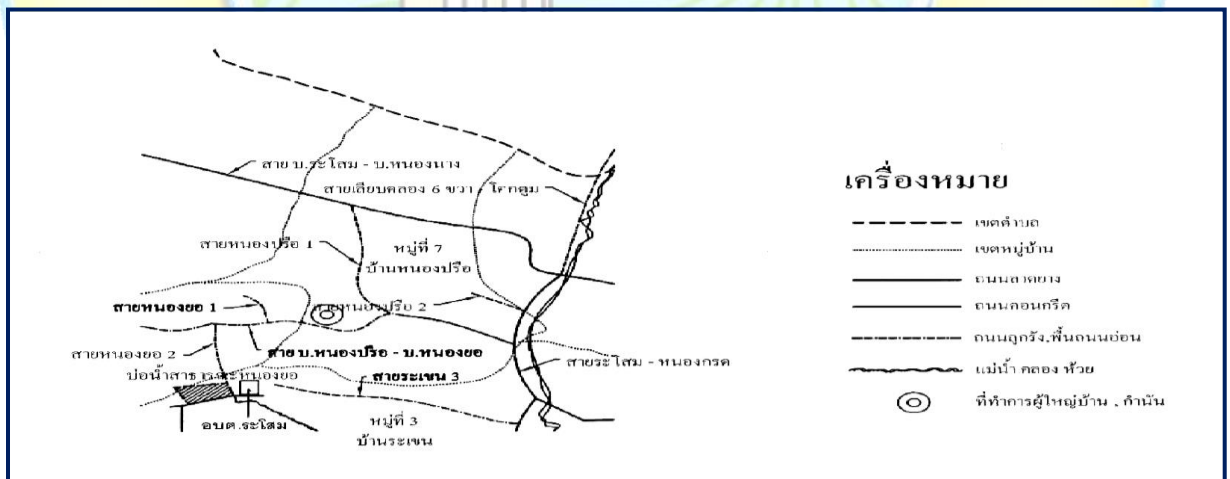 สาย บ.ระโสม - บ.หนองนาง
สายเลียบคลอง 6 ขวา - โคกตูม
สายหนองปรือ 1
หมู่ที่ 7
บ้านหนองปรือ
สายหนองยอ 1
สายหนองปรือ 2
สายหนองยอ 2
สาย บ.หนองปรือ - บ.หนองยอ
สายระโสม - หนองกรด
สายระเขน 3
อบต.ระโสม
หมู่ที่ 3
บ้านระเขน
เครื่องหมาย
เขตตำบล
เขตหมู่บ้าน
ถนนลาดยาง
ถนนคอนกรีต
ถนนลูกรัง,พื้นถนนอ่อน
แม่น้ำ คลอง ห้วย
ที่ทำการผู้ใหญ่บ้าน , กำนัน